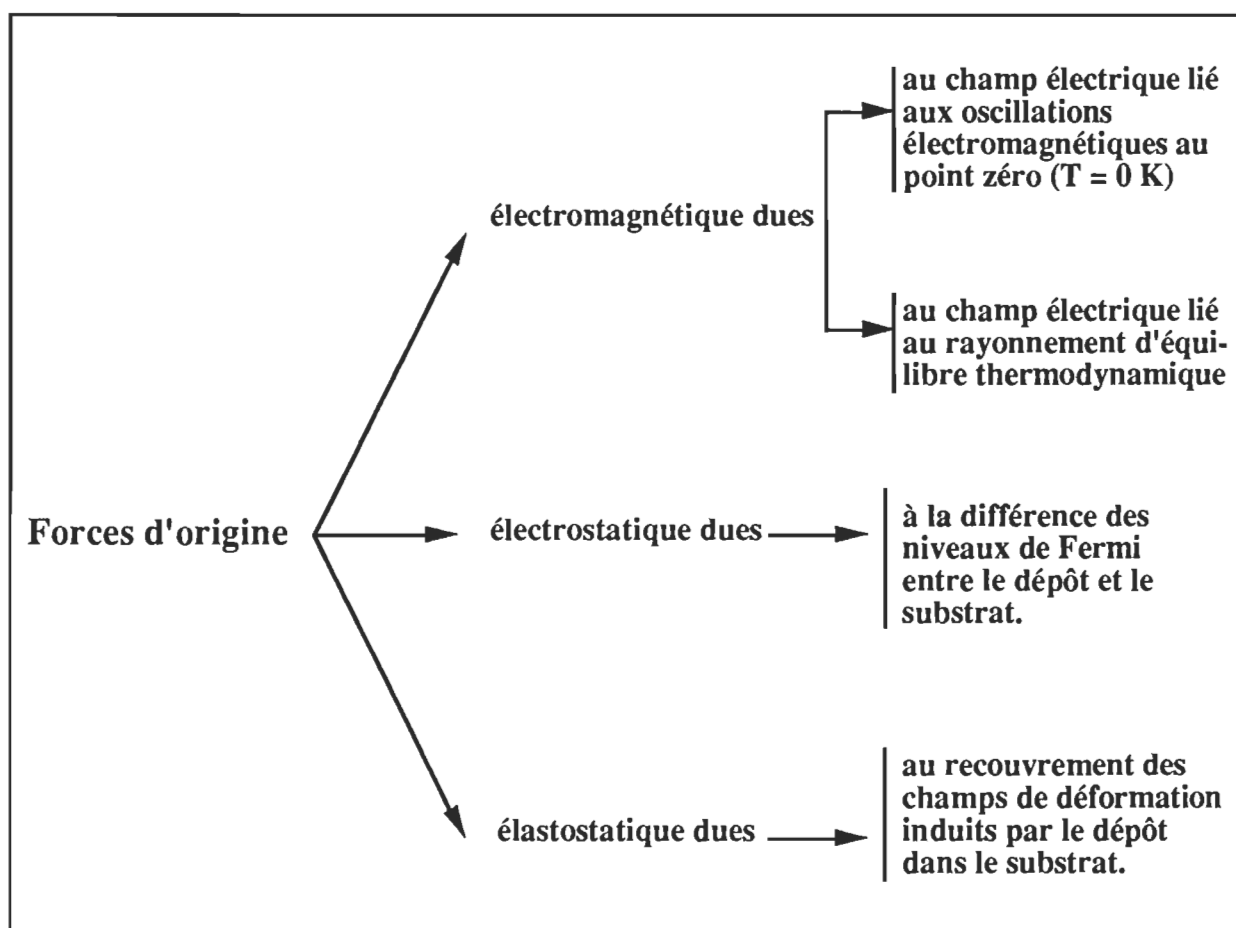 au champ électrique lié
aux oscillations
électromagnétiques au
point zéro (T = 0 K)
électromagnétique dues
au champ électrique lié
au rayonnement d'équi-
libre thermodynamique
Forces d'origine
électrostatique dues
à la différence des
niveaux de Fermi
entre le dépôt et le
substrat.
élastostatique dues
au recouvrement des
champs de déformation
induits par le dépôt
dans le substrat.